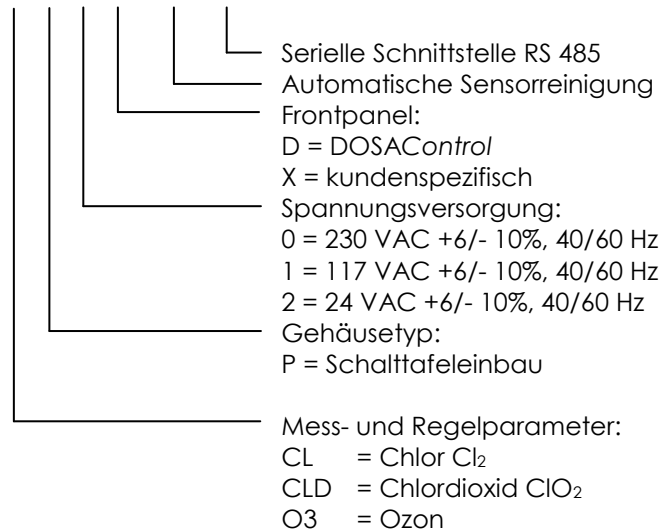 Serielle Schnittstelle RS 485
Automatische Sensorreinigung
Frontpanel:
D = DOSAControl
X = kundenspezifisch
Spannungsversorgung:
0 = 230 VAC +6/- 10%, 40/60 Hz
1 = 117 VAC +6/- 10%, 40/60 Hz
2 = 24 VAC +6/- 10%, 40/60 Hz
Gehäusetyp:
P = Schalttafeleinbau
Mess- und Regelparameter:
CL = Chlor Cl₂
CLD = Chlordioxid ClO₂
O3 = Ozon